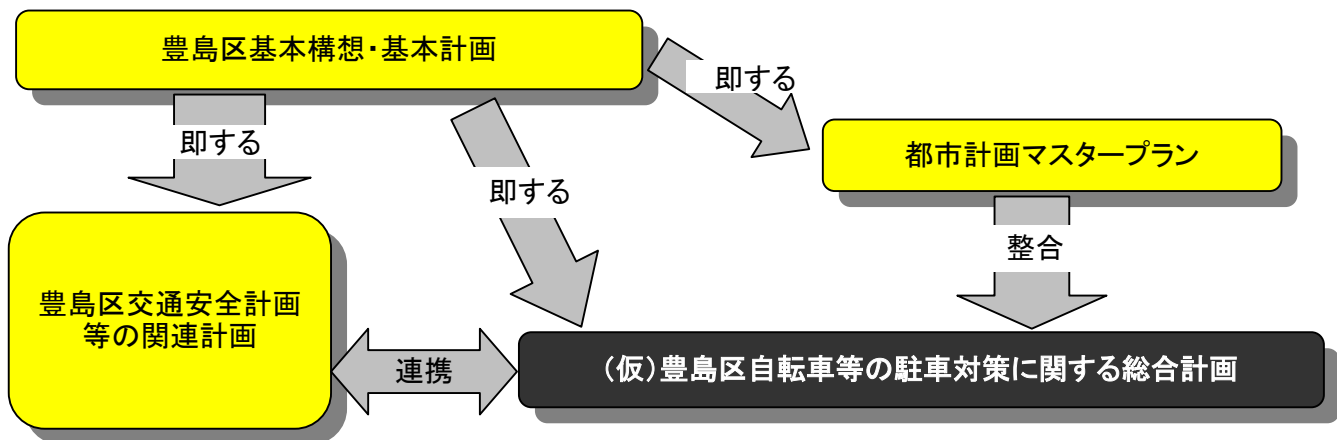 豊島区基本構想・基本計画
即する
即する
即する
都市計画マスタープラン
整合
豊島区交通安全計画
等の関連計画
連携
(仮)豊島区自転車等の駐車対策に関する総合計画